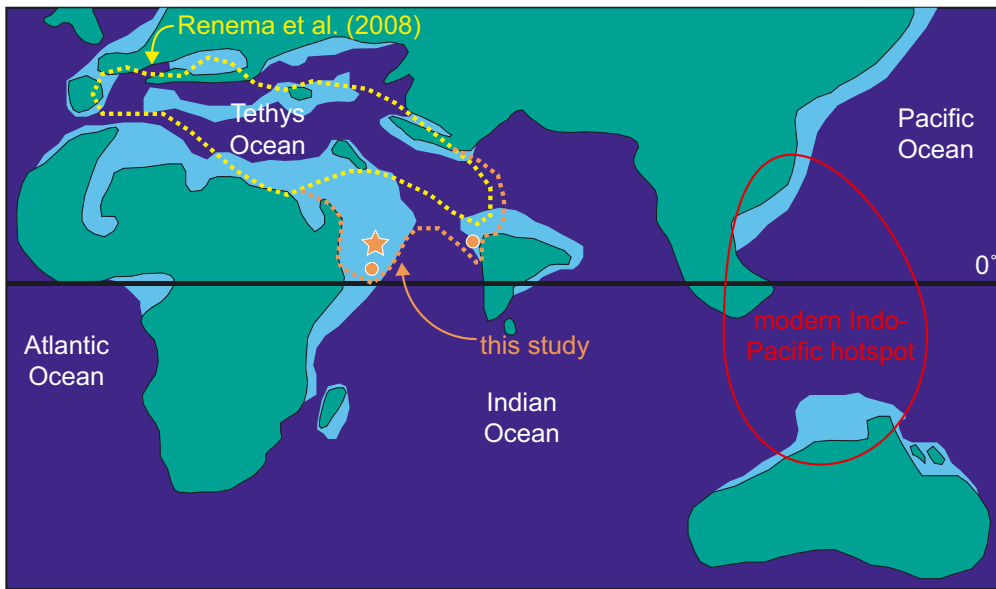 Renema et al. (2008)
Tethys
Ocean
Pacific
Ocean
0°
modern Indo-
Pacific hotspot
this study
Atlantic
Ocean
Indian
Ocean